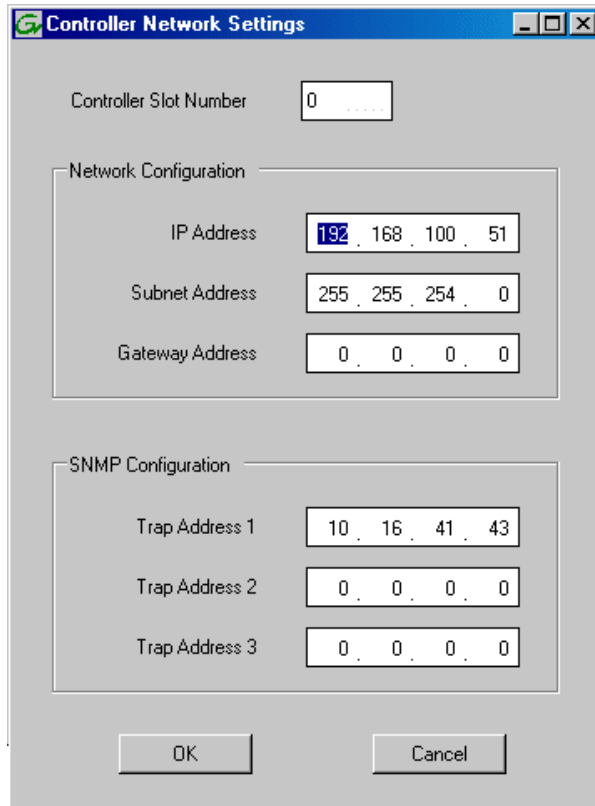 Controller Network Settings
Controller Slot Number 0
Network Configuration
IP Address 192 . 168 . 100 . 51
Subnet Address 255 . 255 . 254 . 0
Gateway Address 0 . 0 . 0 . 0
SNMP Configuration
Trap Address 1 10 . 16 . 41 . 43
Trap Address 2 0 . 0 . 0 . 0
Trap Address 3 0 . 0 . 0 . 0
OK Cancel